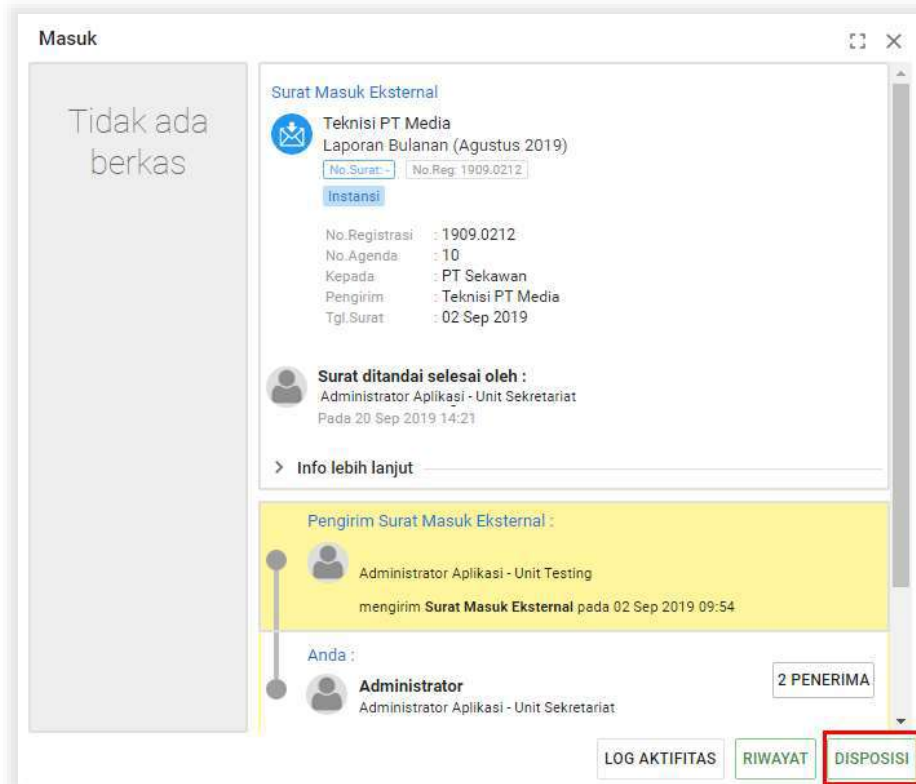 Masuk
Tidak ada
berkas
Surat Masuk Eksternal
Teknisi PT Media
Laporan Bulanan (Agustus 2019)
No.Surat: - No.Reg: 1909.0212
Instansi
No.Registrasi : 1909.0212
No.Agenda : 10
Kepada : PT Sekawan
Pengirim : Teknisi PT Media
Tgl.Surat : 02 Sep 2019
Surat ditandai selesai oleh :
Administrator Aplikasi - Unit Sekretariat
Pada 20 Sep 2019 14:21
Info lebih lanjut
Pengirim Surat Masuk Eksternal :
Administrator Aplikasi - Unit Testing
mengirim Surat Masuk Eksternal pada 02 Sep 2019 09:54
Anda :
Administrator
Administrator Aplikasi - Unit Sekretariat
2 PENERIMA
LOG AKTIFITAS RIWAYAT DISPOSISI